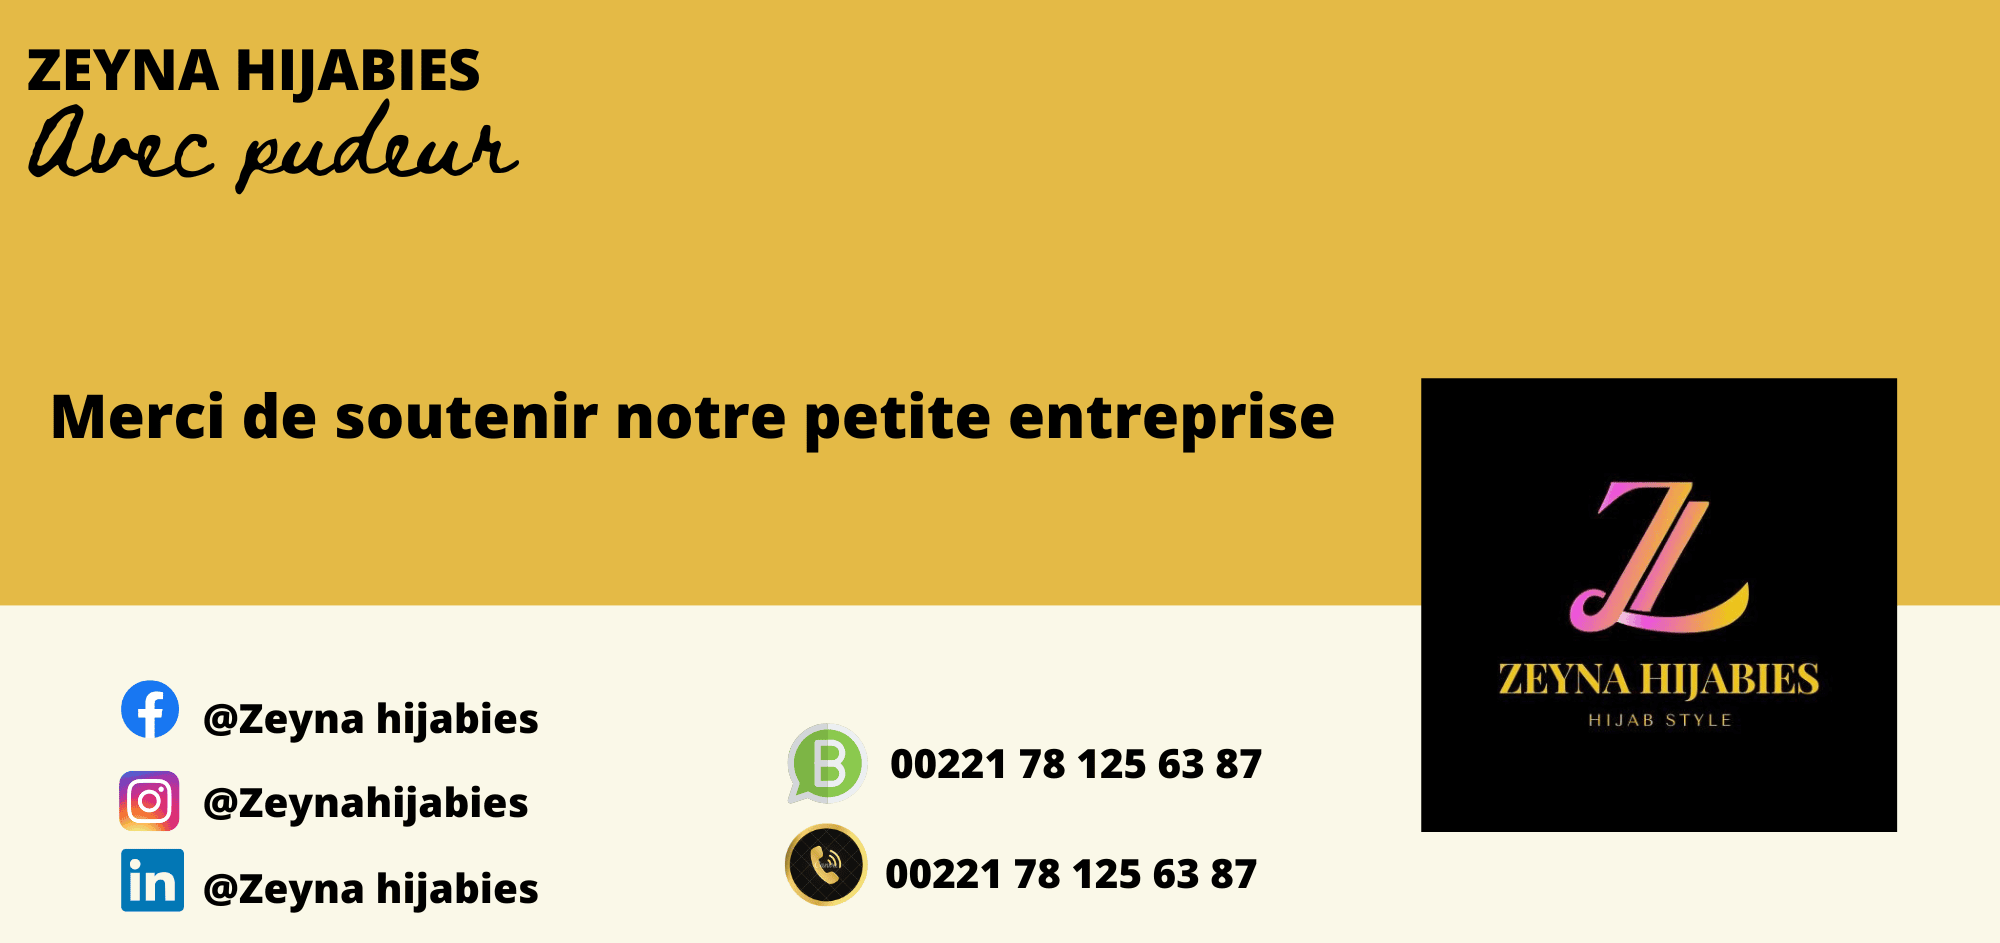 ZEYNA HIJABIES
Avec pudeur
Merci de soutenir notre petite entreprise
ZEYNA HIJABIES
HIJAB STYLE
@Zeyna hijabies
@Zeynahijabies
@Zeyna hijabies
00221 78 125 63 87
00221 78 125 63 87